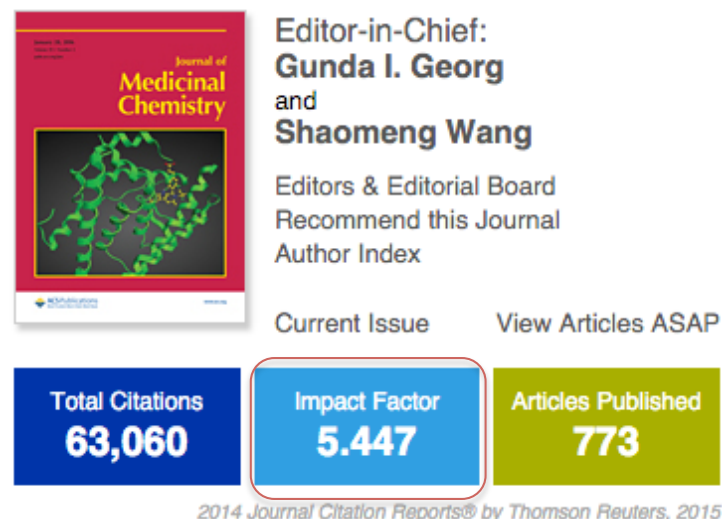 Journal of
Medicinal
Chemistry
ACS Publications
Editor-in-Chief:
Gunda I. Georg
and
Shaomeng Wang
Editors & Editorial Board
Recommend this Journal
Author Index
Current Issue
View Articles ASAP
Total Citations
63,060
Impact Factor
5.447
Articles Published
773
2014 Journal Citation Reports® by Thomson Reuters, 2015